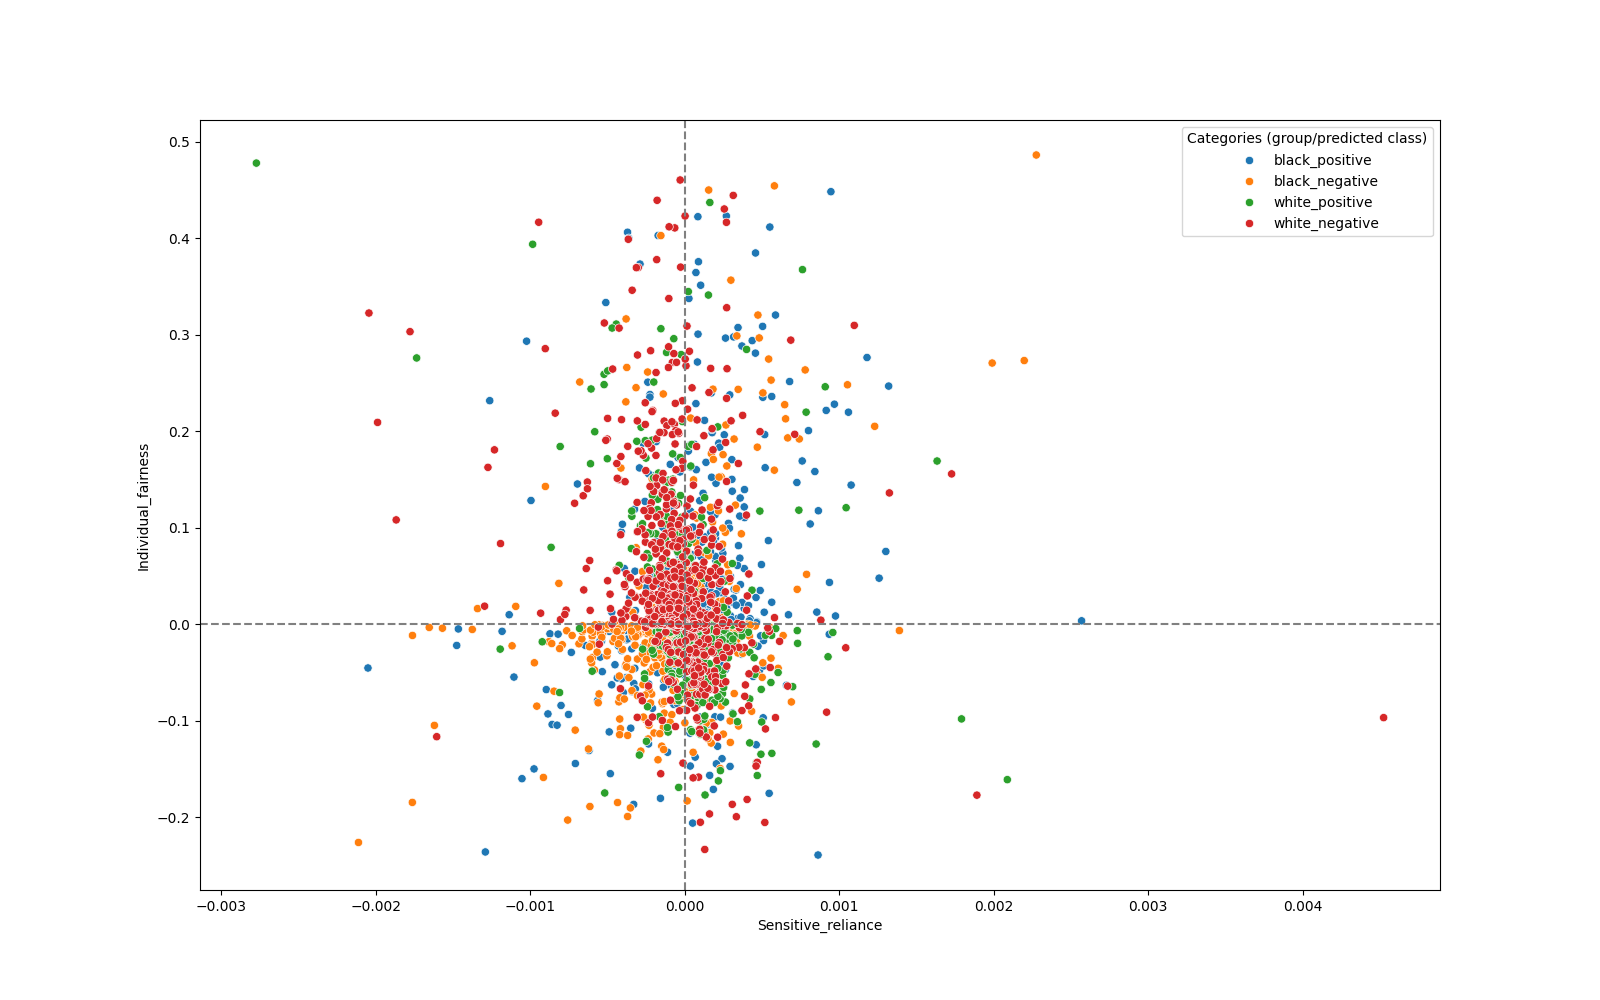 Categories (group/predicted class)
black_positive
black_negative
white_positive
white_negative
0.5
0.4
0.3
0.2
0.1
0.0
−0.1
−0.2
Individual_fairness
−0.003
−0.002
−0.001
0.000
0.001
0.002
0.003
0.004
Sensitive_reliance